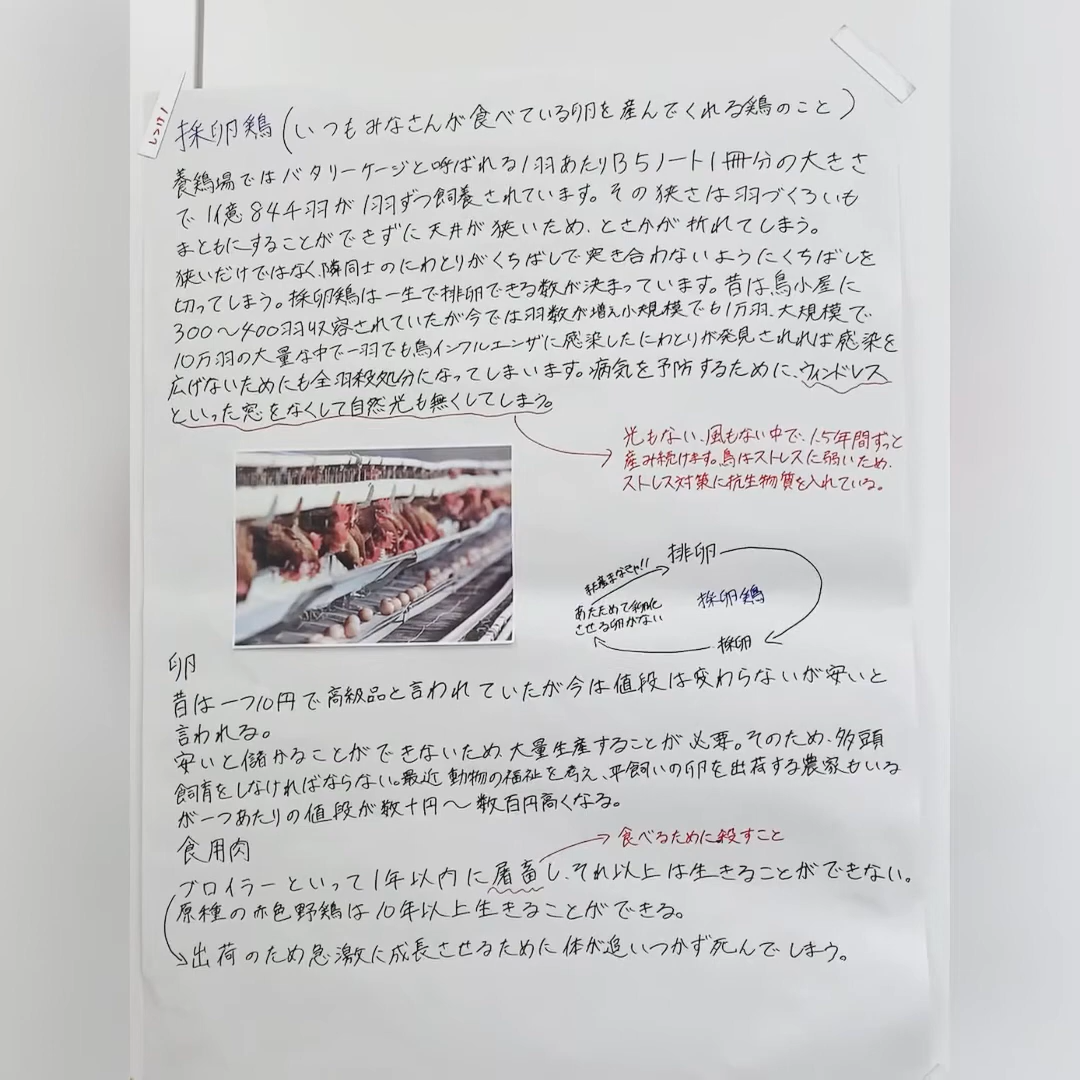 採卵鶏(いつもみなさんが食べている卵を産んでくれる鶏のこと)
養鶏場ではバタリーケージと呼ばれる1羽あたりB5ノート1冊分の大きさ
で1億844羽が1羽ずつ飼養されています。その狭さは羽づくろいも
まともにすることができずに天井が狭いため、とさかが折れてしまう。
狭いだけではなく、隣同士のにわとりがくちばしで突き合わないようにくちばしを
切ってしまう。採卵鶏は一生で排卵できる数が決まっています。昔は鳥小屋に
300〜400羽収容されていたが今では羽数が増え小規模でも1万羽、大規模で
10万羽の大量な中で一羽でも鳥インフルエンザに感染したにわとりが発見されれば感染を
広げないためにも全羽殺処分になってしまいます。病気を予防するために、ウィンドレス
といった窓をなくして自然光も無くしてしまう。
光もない、風もない中で、1.5年間ずっと
産み続けます。鳥はストレスに弱いため、
ストレス対策に抗生物質を入れている。
排卵
産まなきゃ!!
採卵鶏
あたためて孵化
させる卵がない
採卵
卵
昔は一つ10円で高級品と言われていたが今は値段は変わらないが安いと
言われる。
安いと儲かることができないため、大量生産することが必要。そのため、多頭
飼育をしなければならない。最近動物の福祉を考え、平飼いの卵を出荷する農家もいる
が一つあたりの値段が数十円〜数百円高くなる。
食用肉
食べるために殺すこと
ブロイラーといって1年以内に屠畜し、それ以上は生きることができない。
原種の赤色野鶏は10年以上生きることができる。
出荷のため急激に成長させるために体が追いつかず死んでしまう。